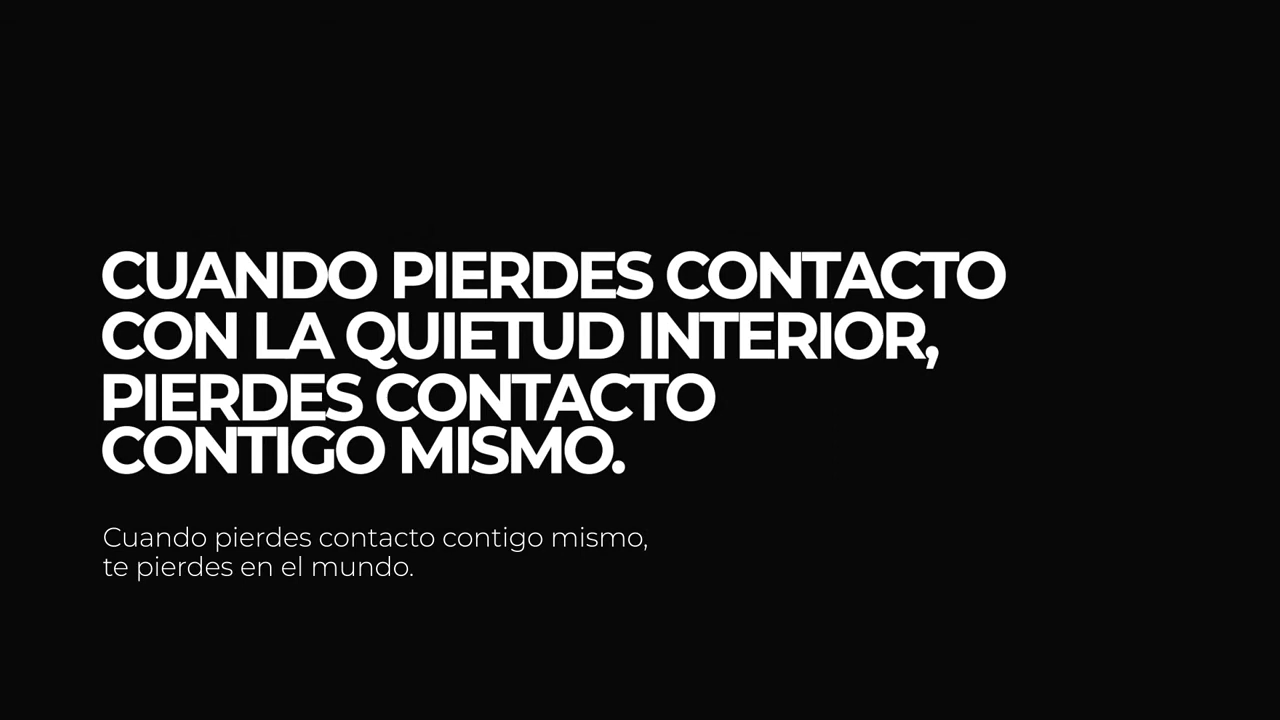 CUANDO PIERDES CONTACTO
CON LA QUIETUD INTERIOR,
PIERDES CONTACTO
CONTIGO MISMO.
Cuando pierdes contacto contigo mismo,
te pierdes en el mundo.